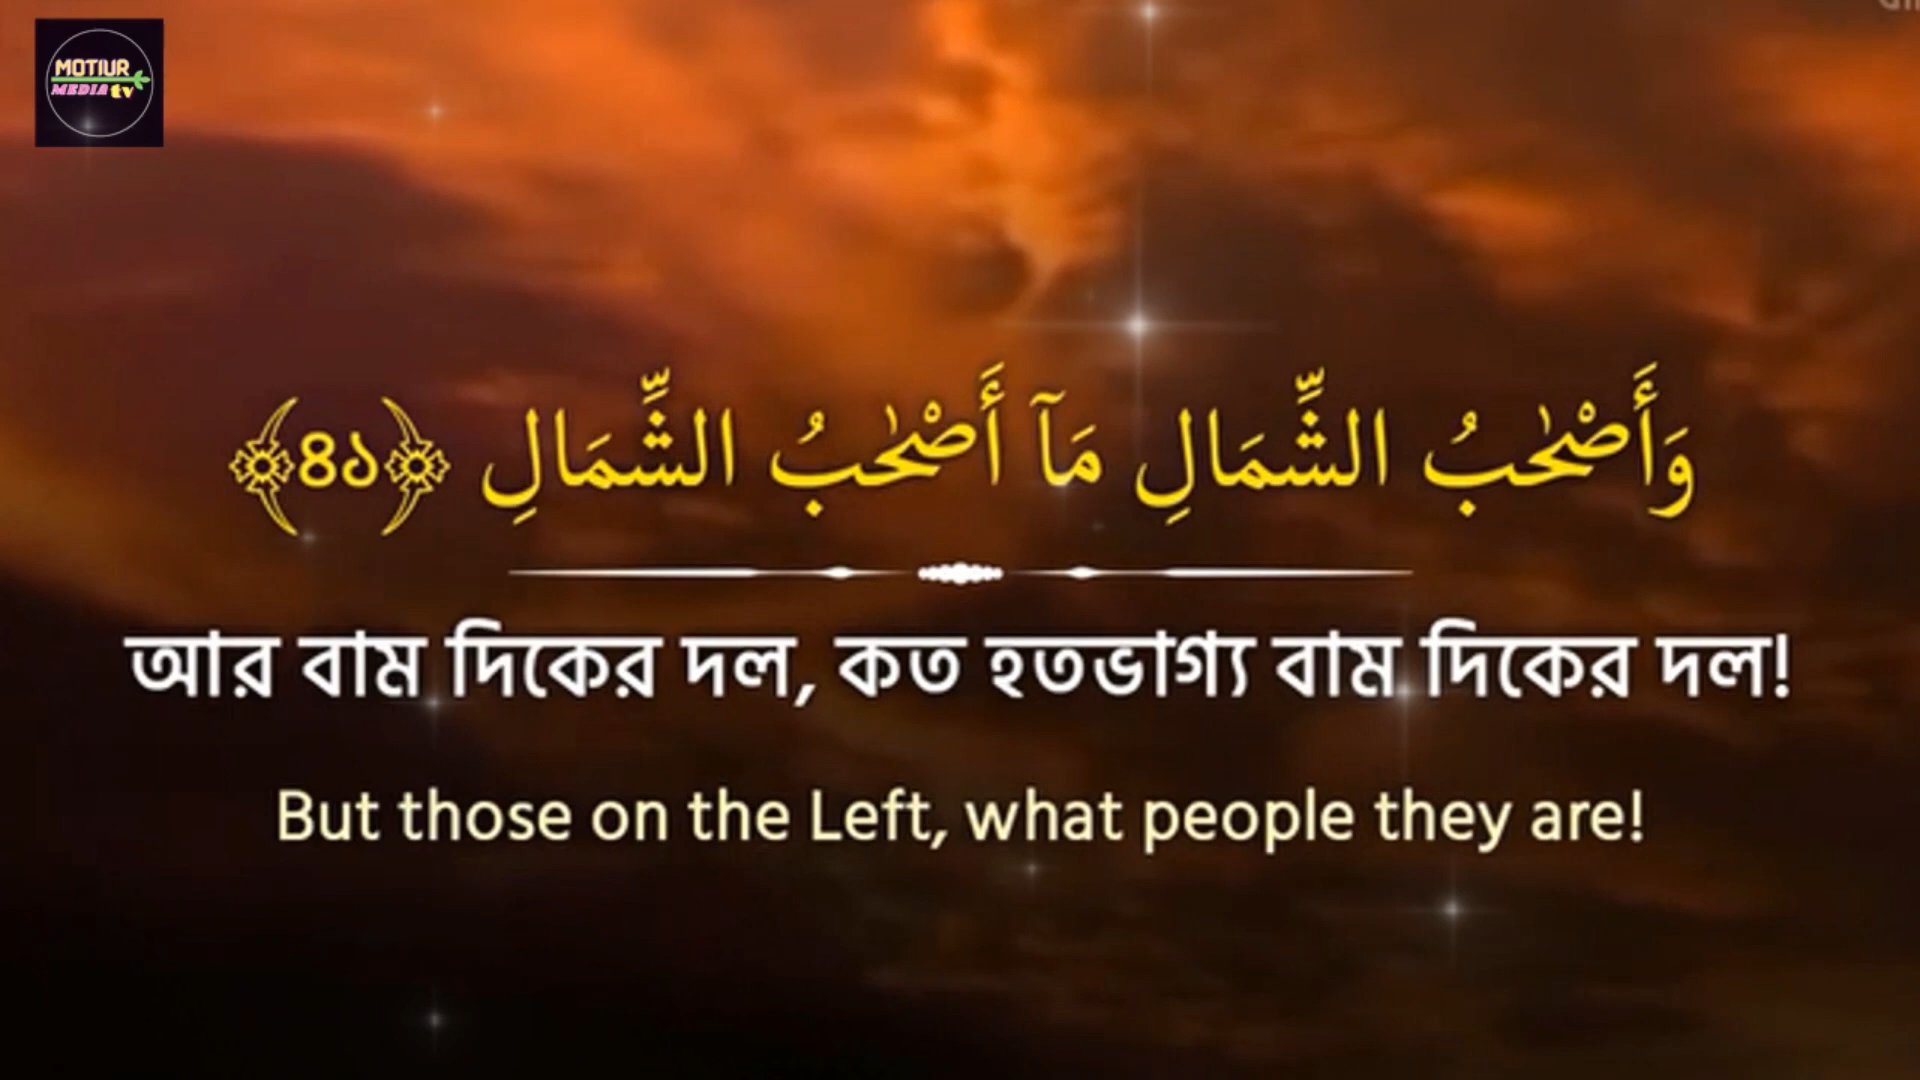 MOTIUR
MEDIA tv
وَأَصْحٰبُ الشِّمَالِ مَآ أَصْحٰبُ الشِّمَالِ ﴿৪১﴾
আর বাম দিকের দল, কত হতভাগ্য বাম দিকের দল!
But those on the Left, what people they are!